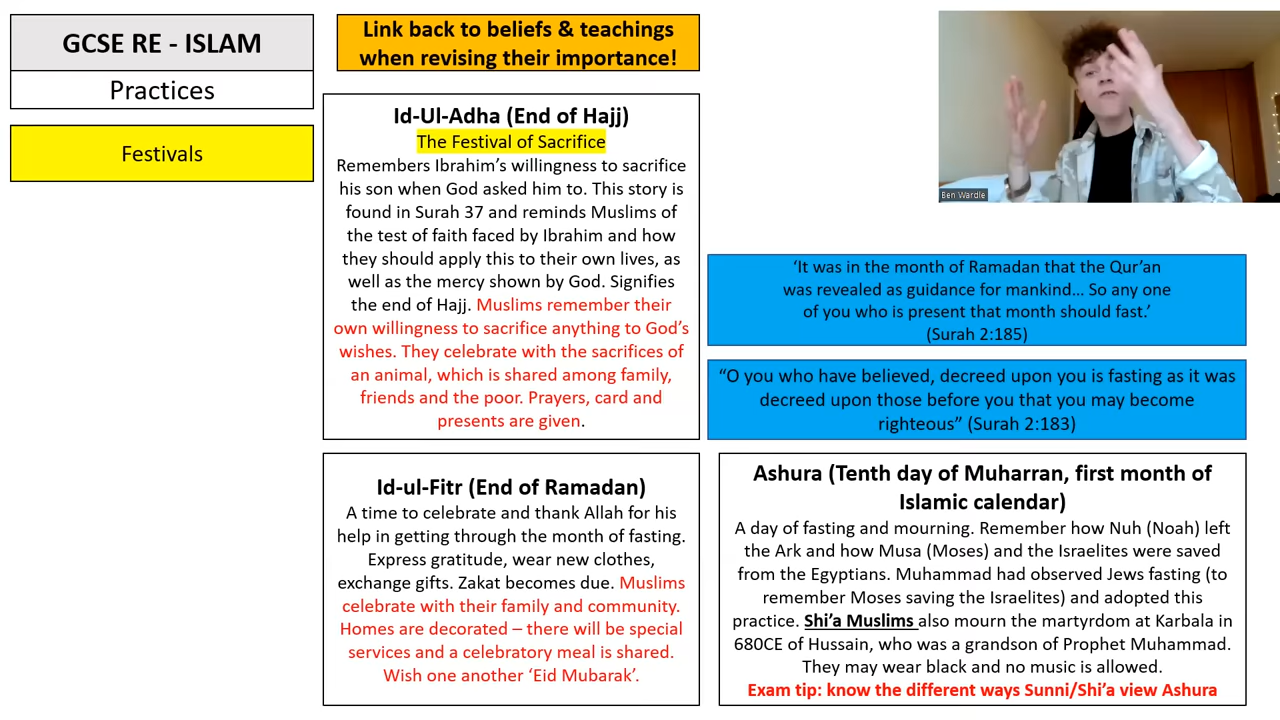 GCSE RE - ISLAM
Practices
Festivals
Link back to beliefs & teachings
when revising their importance!
Id-Ul-Adha (End of Hajj)
The Festival of Sacrifice
Remembers Ibrahim's willingness to sacrifice
his son when God asked him to. This story is
found in Surah 37 and reminds Muslims of
the test of faith faced by Ibrahim and how
they should apply this to their own lives, as
well as the mercy shown by God. Signifies
the end of Hajj. Muslims remember their
own willingness to sacrifice anything to God's
wishes. They celebrate with the sacrifices of
an animal, which is shared among family,
friends and the poor. Prayers, card and
presents are given.
Id-ul-Fitr (End of Ramadan)
A time to celebrate and thank Allah for his
help in getting through the month of fasting.
Express gratitude, wear new clothes,
exchange gifts. Zakat becomes due. Muslims
celebrate with their family and community.
Homes are decorated – there will be special
services and a celebratory meal is shared.
Wish one another 'Eid Mubarak'.
Ben Wardle
'It was in the month of Ramadan that the Qur'an
was revealed as guidance for mankind... So any one
of you who is present that month should fast.'
(Surah 2:185)
"O you who have believed, decreed upon you is fasting as it was
decreed upon those before you that you may become
righteous" (Surah 2:183)
Ashura (Tenth day of Muharran, first month of
Islamic calendar)
A day of fasting and mourning. Remember how Nuh (Noah) left
the Ark and how Musa (Moses) and the Israelites were saved
from the Egyptians. Muhammad had observed Jews fasting (to
remember Moses saving the Israelites) and adopted this
practice. Shi'a Muslims also mourn the martyrdom at Karbala in
680CE of Hussain, who was a grandson of Prophet Muhammad.
They may wear black and no music is allowed.
Exam tip: know the different ways Sunni/Shi'a view Ashura